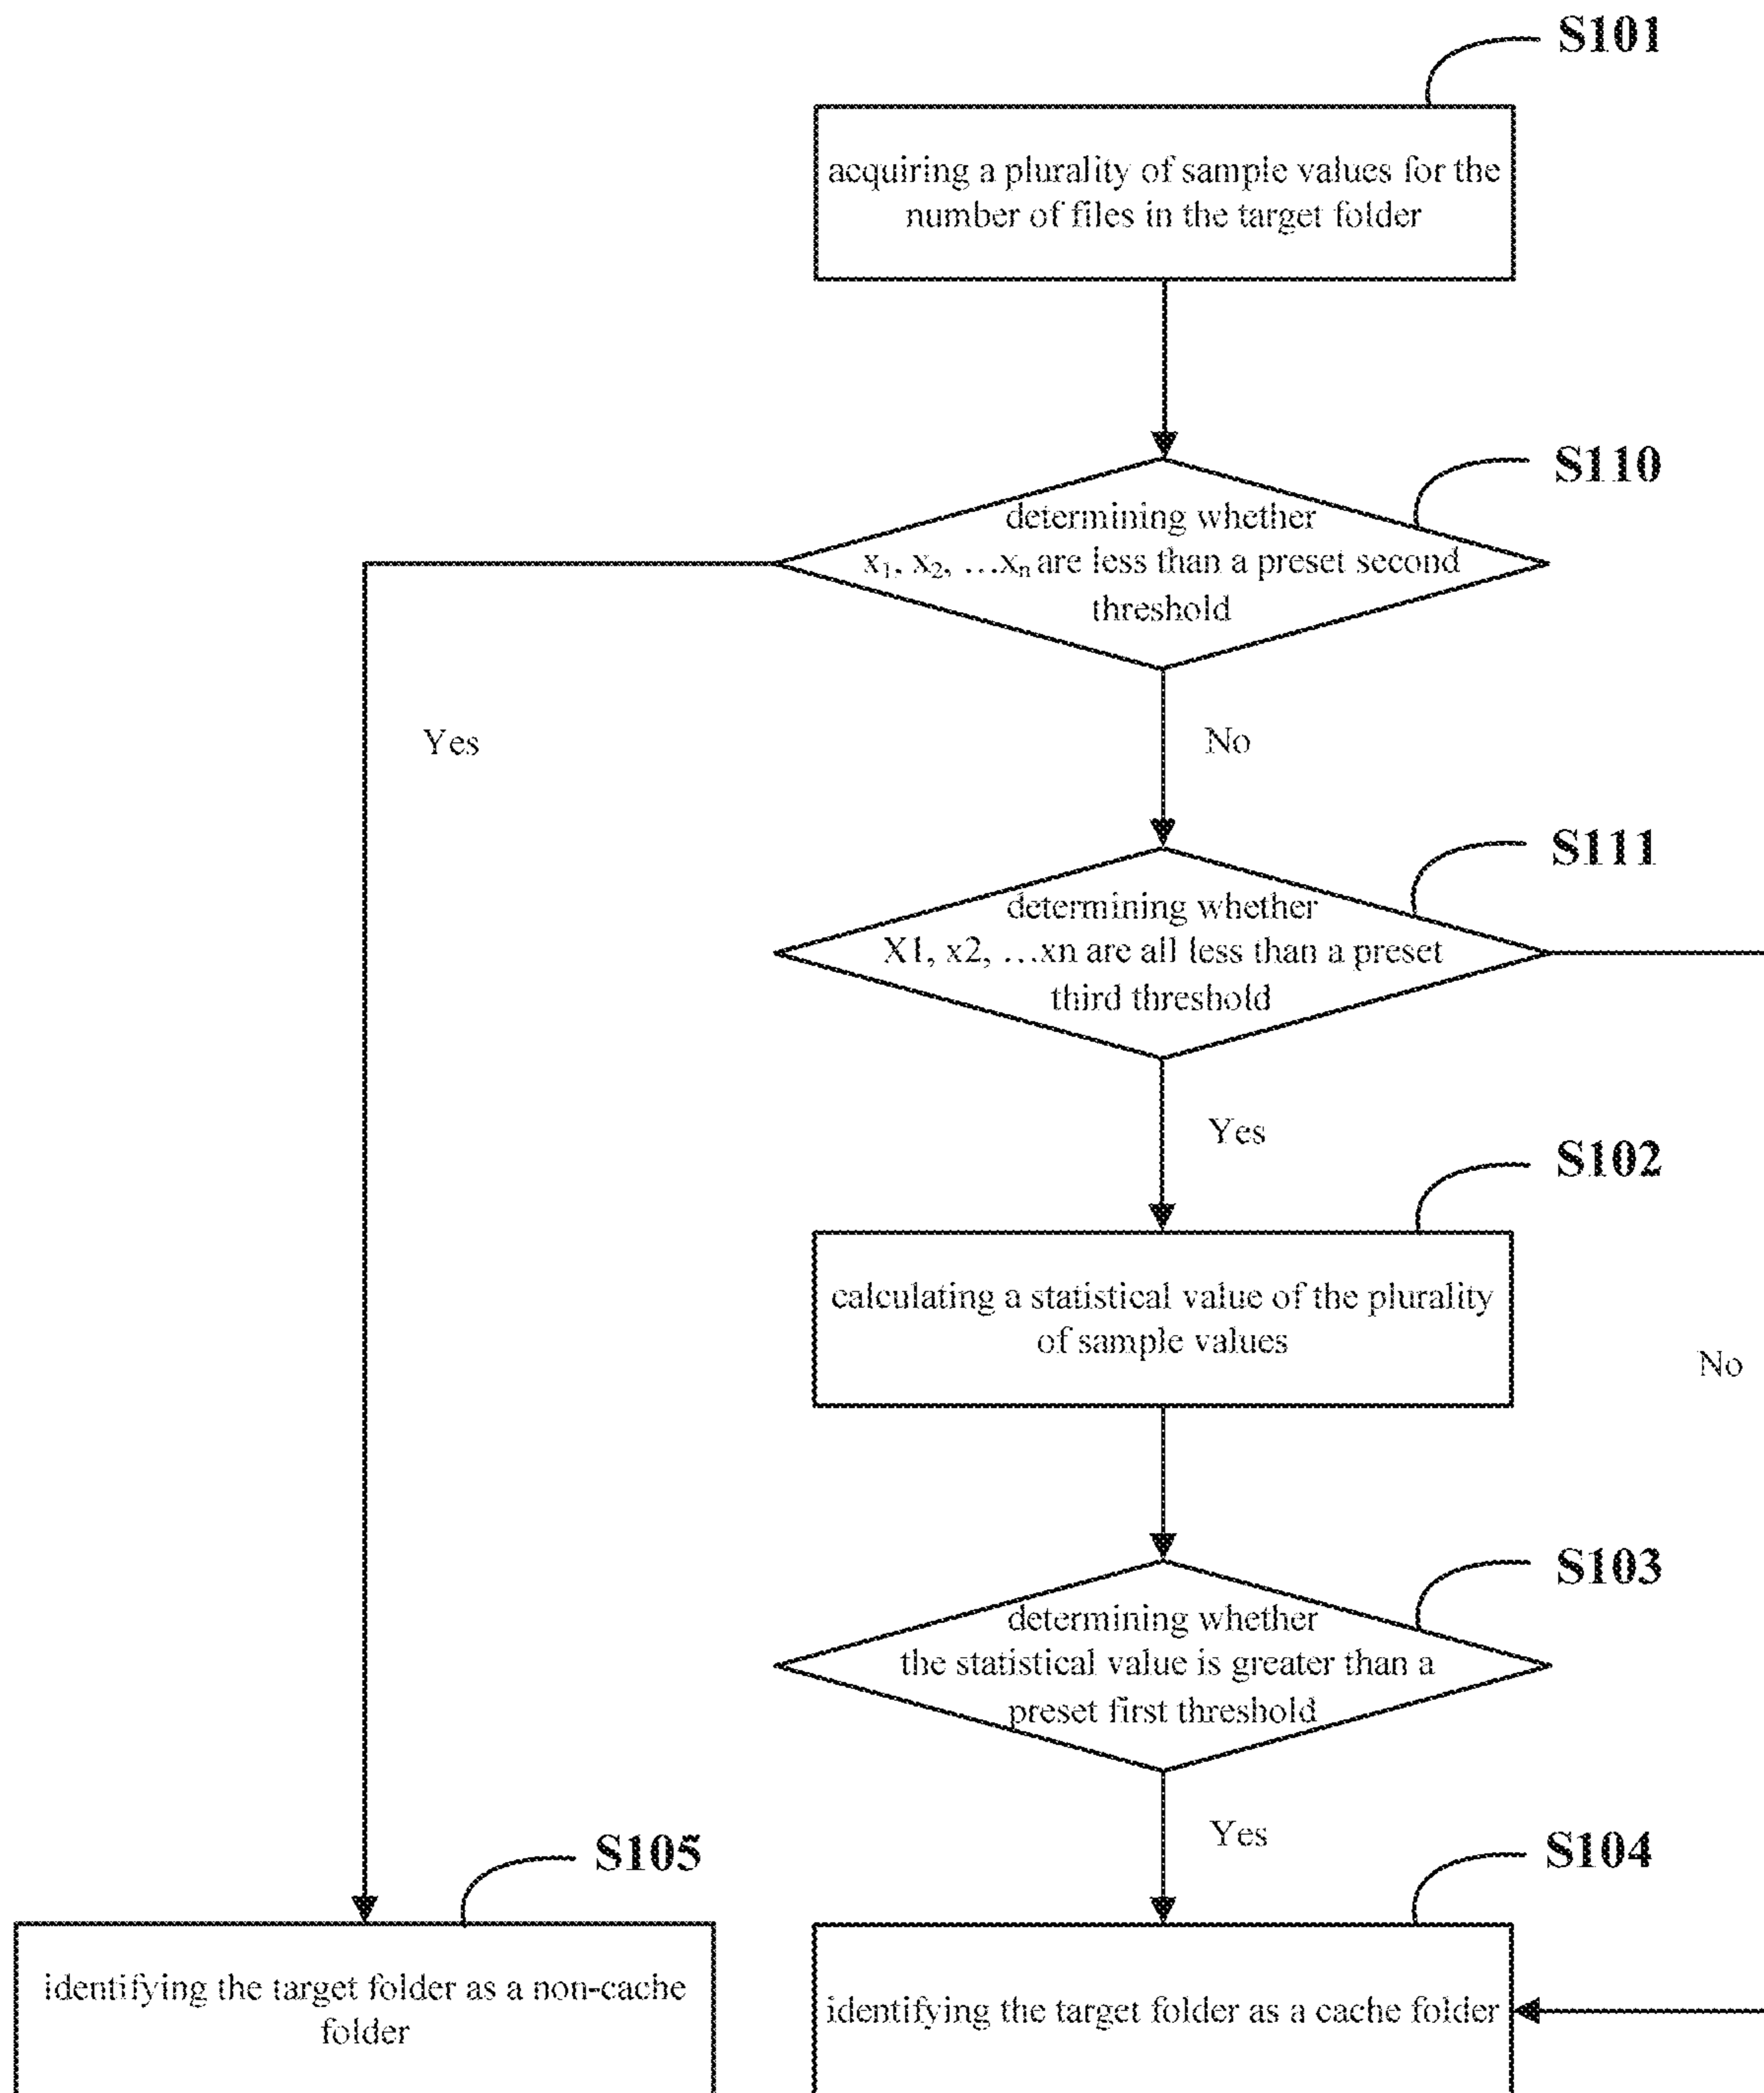 S101
acquiring a plurality of sample values for the
number of files in the target folder
S110
determining whether
x₁, x₂, …xₙ are less than a preset second
threshold
Yes
No
S111
determining whether
X1, x2, …xn are all less than a preset
third threshold
Yes
S102
calculating a statistical value of the plurality
of sample values
No
S103
determining whether
the statistical value is greater than a
preset first threshold
Yes
S105
S104
identifying the target folder as a non-cache
folder
identifying the target folder as a cache folder